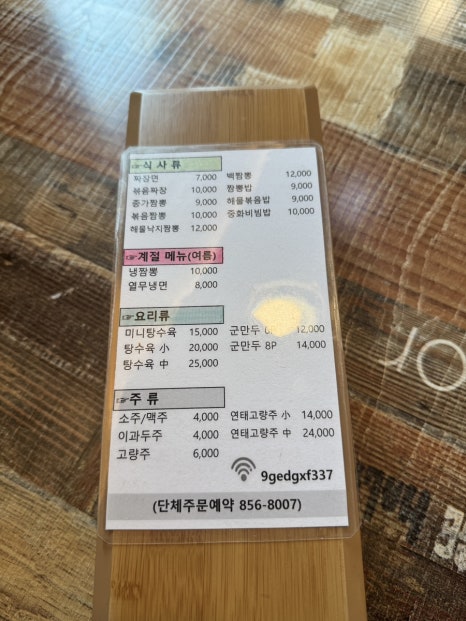 ☞식 사 류
짜장면 7,000 백짬뽕 12,000
볶음짜장 10,000 짬뽕밥 9,000
종가짬뽕 9,000 해물볶음밥 9,000
볶음짬뽕 10,000 중화비빔밥 10,000
해물낙지짬뽕 12,000
☞계절 메뉴(여름)
냉짬뽕 10,000
열무냉면 8,000
☞요리류
미니탕수육 15,000 군만두 12,000
탕수육 小 20,000 군만두 8P 14,000
탕수육 中 25,000
☞주 류
소주/맥주 4,000 연태고량주 小 14,000
이과두주 4,000 연태고량주 中 24,000
고량주 6,000
9gedgxf337
(단체주문예약 856-8007)